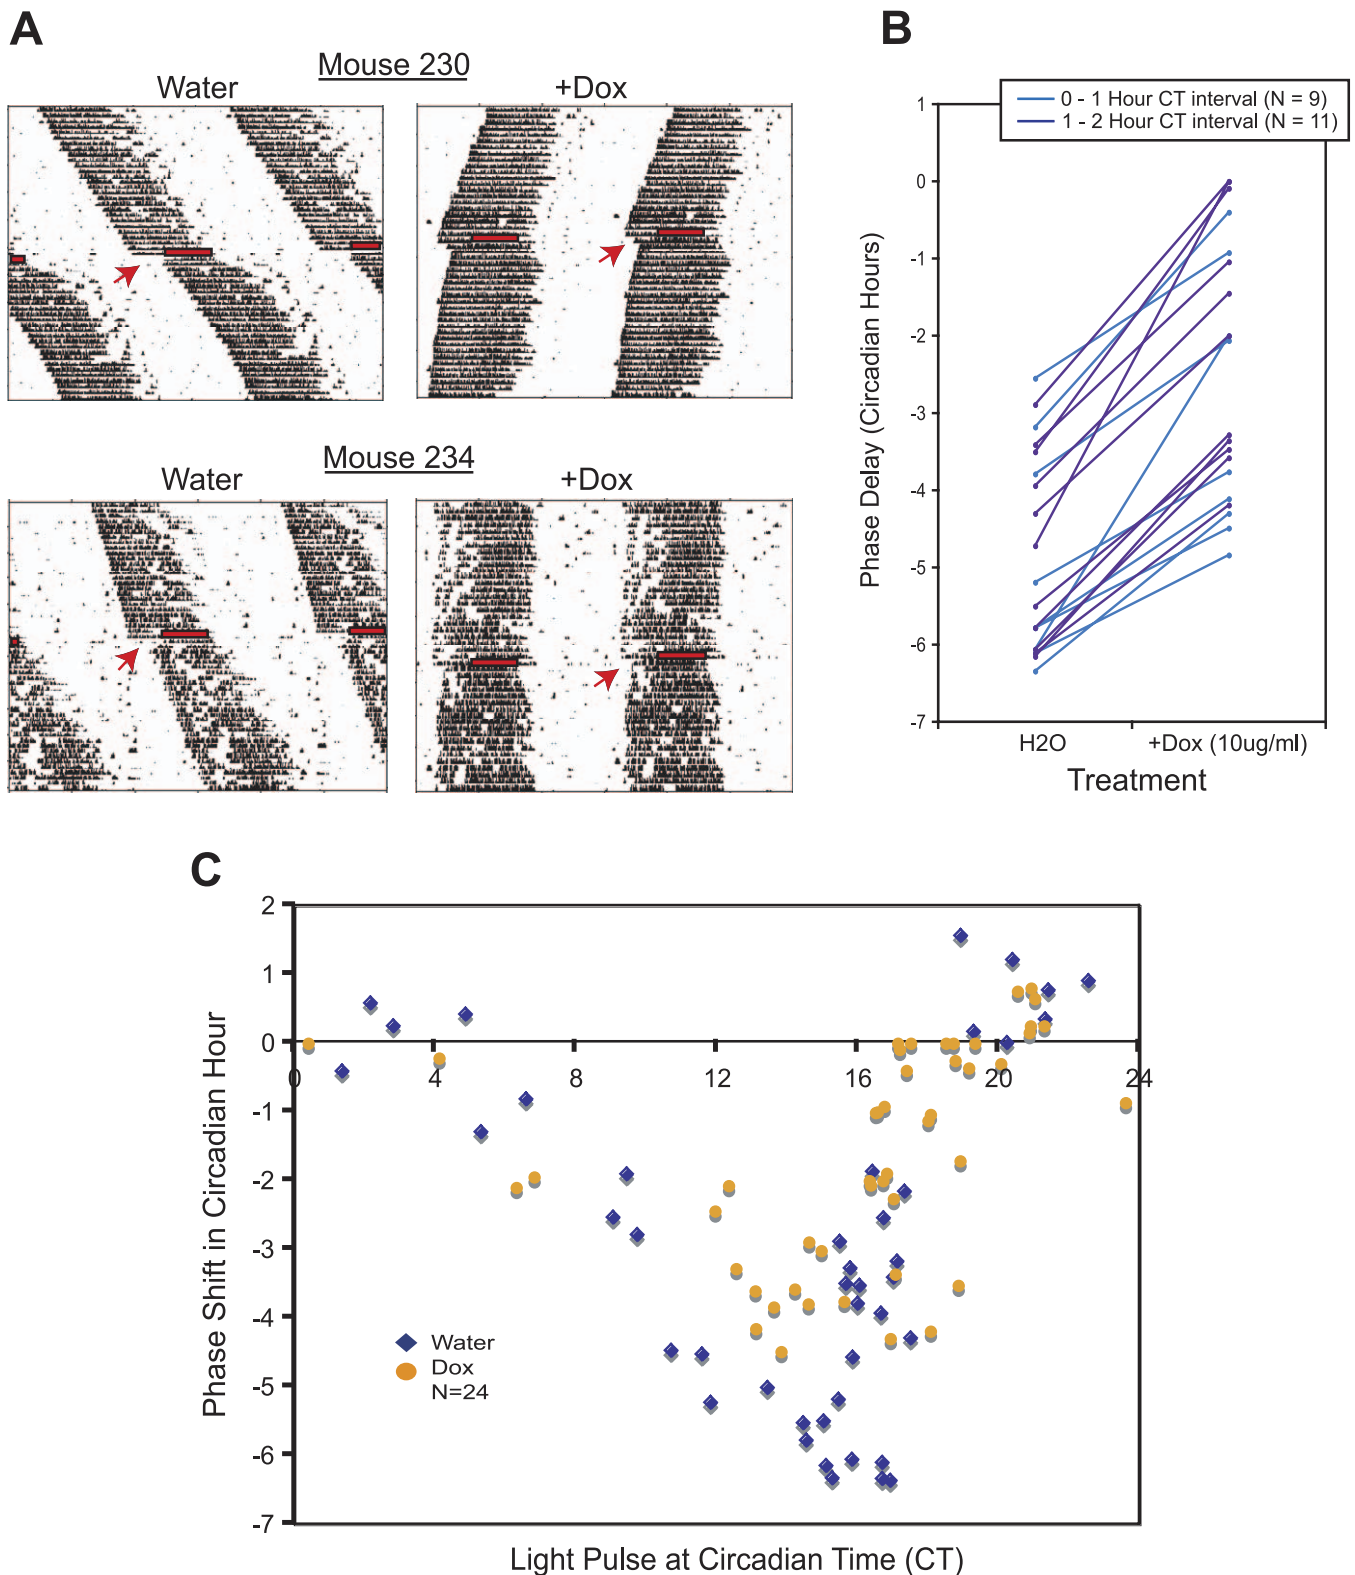 A
Mouse 230
Water
+Dox
Mouse 234
Water
+Dox
B
0 - 1 Hour CT interval (N = 9)
1 - 2 Hour CT interval (N = 11)
1
0
-1
-2
-3
-4
-5
-6
-7
Phase Delay (Circadian Hours)
H2O
+Dox (10ug/ml)
Treatment
C
2
1
0
-1
-2
-3
-4
-5
-6
-7
Phase Shift in Circadian Hour
0
4
8
12
16
20
24
Water
Dox
N=24
Light Pulse at Circadian Time (CT)